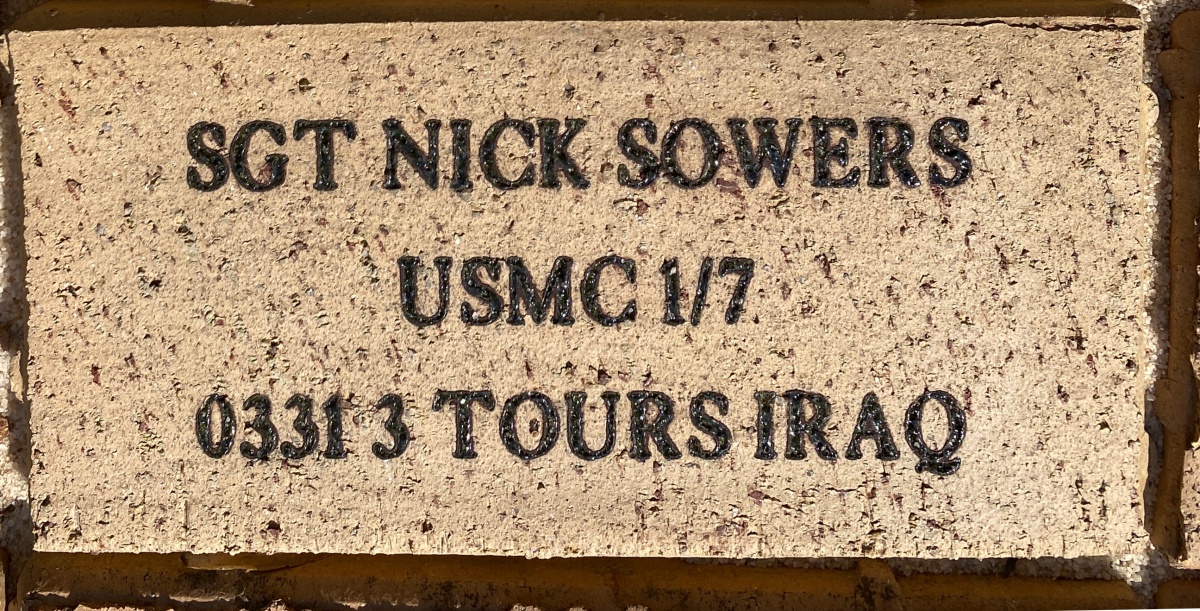 SGT NICK SOWERS
USMC 1/7
0331 3 TOURS IRAQ